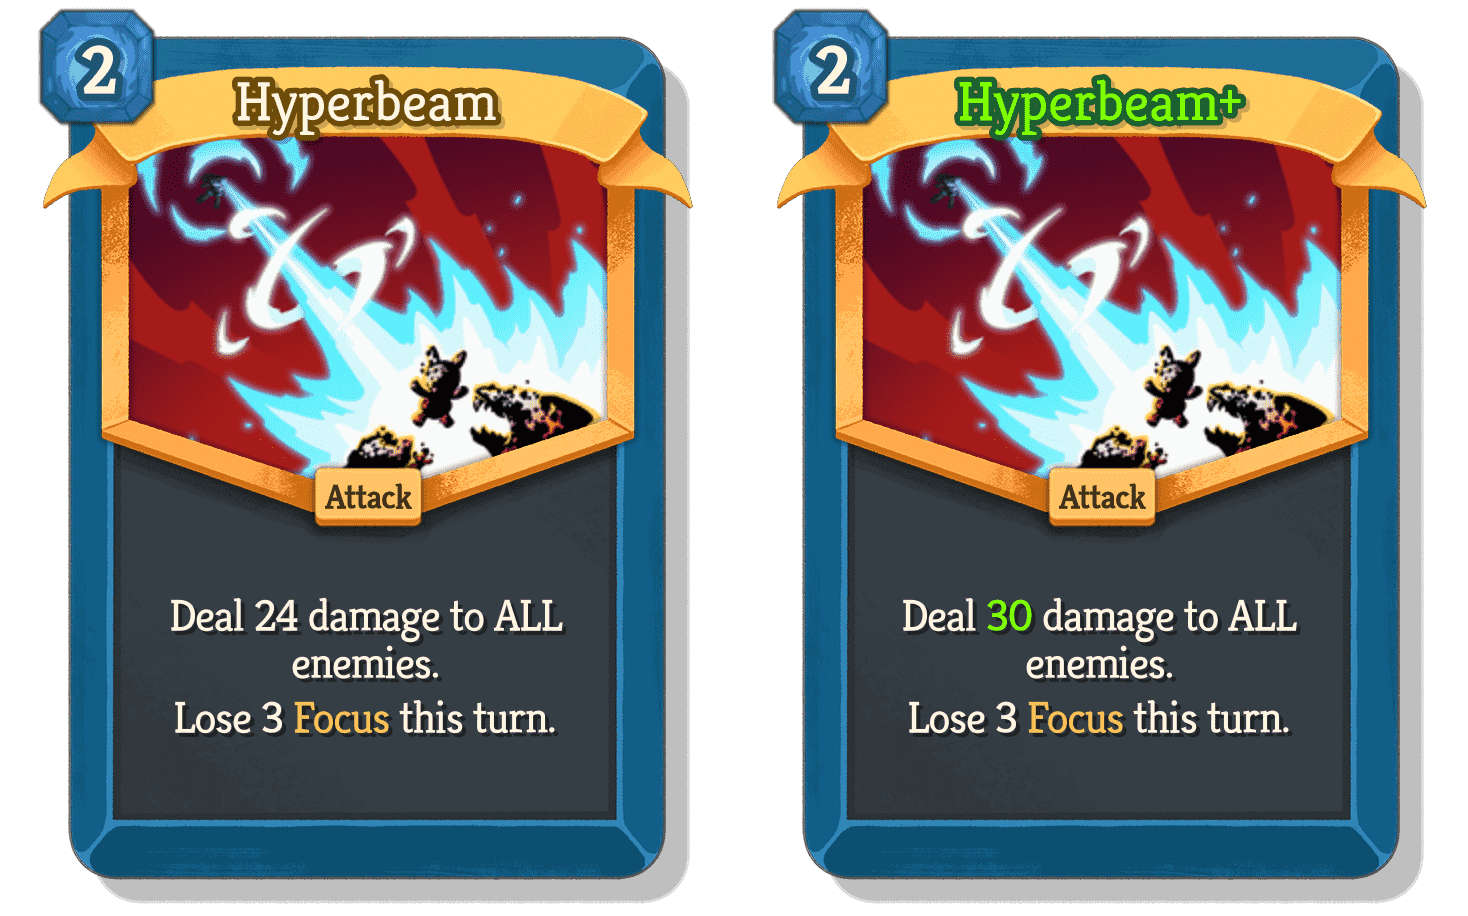 2
Hyperbeam
Attack
Deal 24 damage to ALL
enemies.
Lose 3 Focus this turn.
2
Hyperbeam+
Attack
Deal 30 damage to ALL
enemies.
Lose 3 Focus this turn.